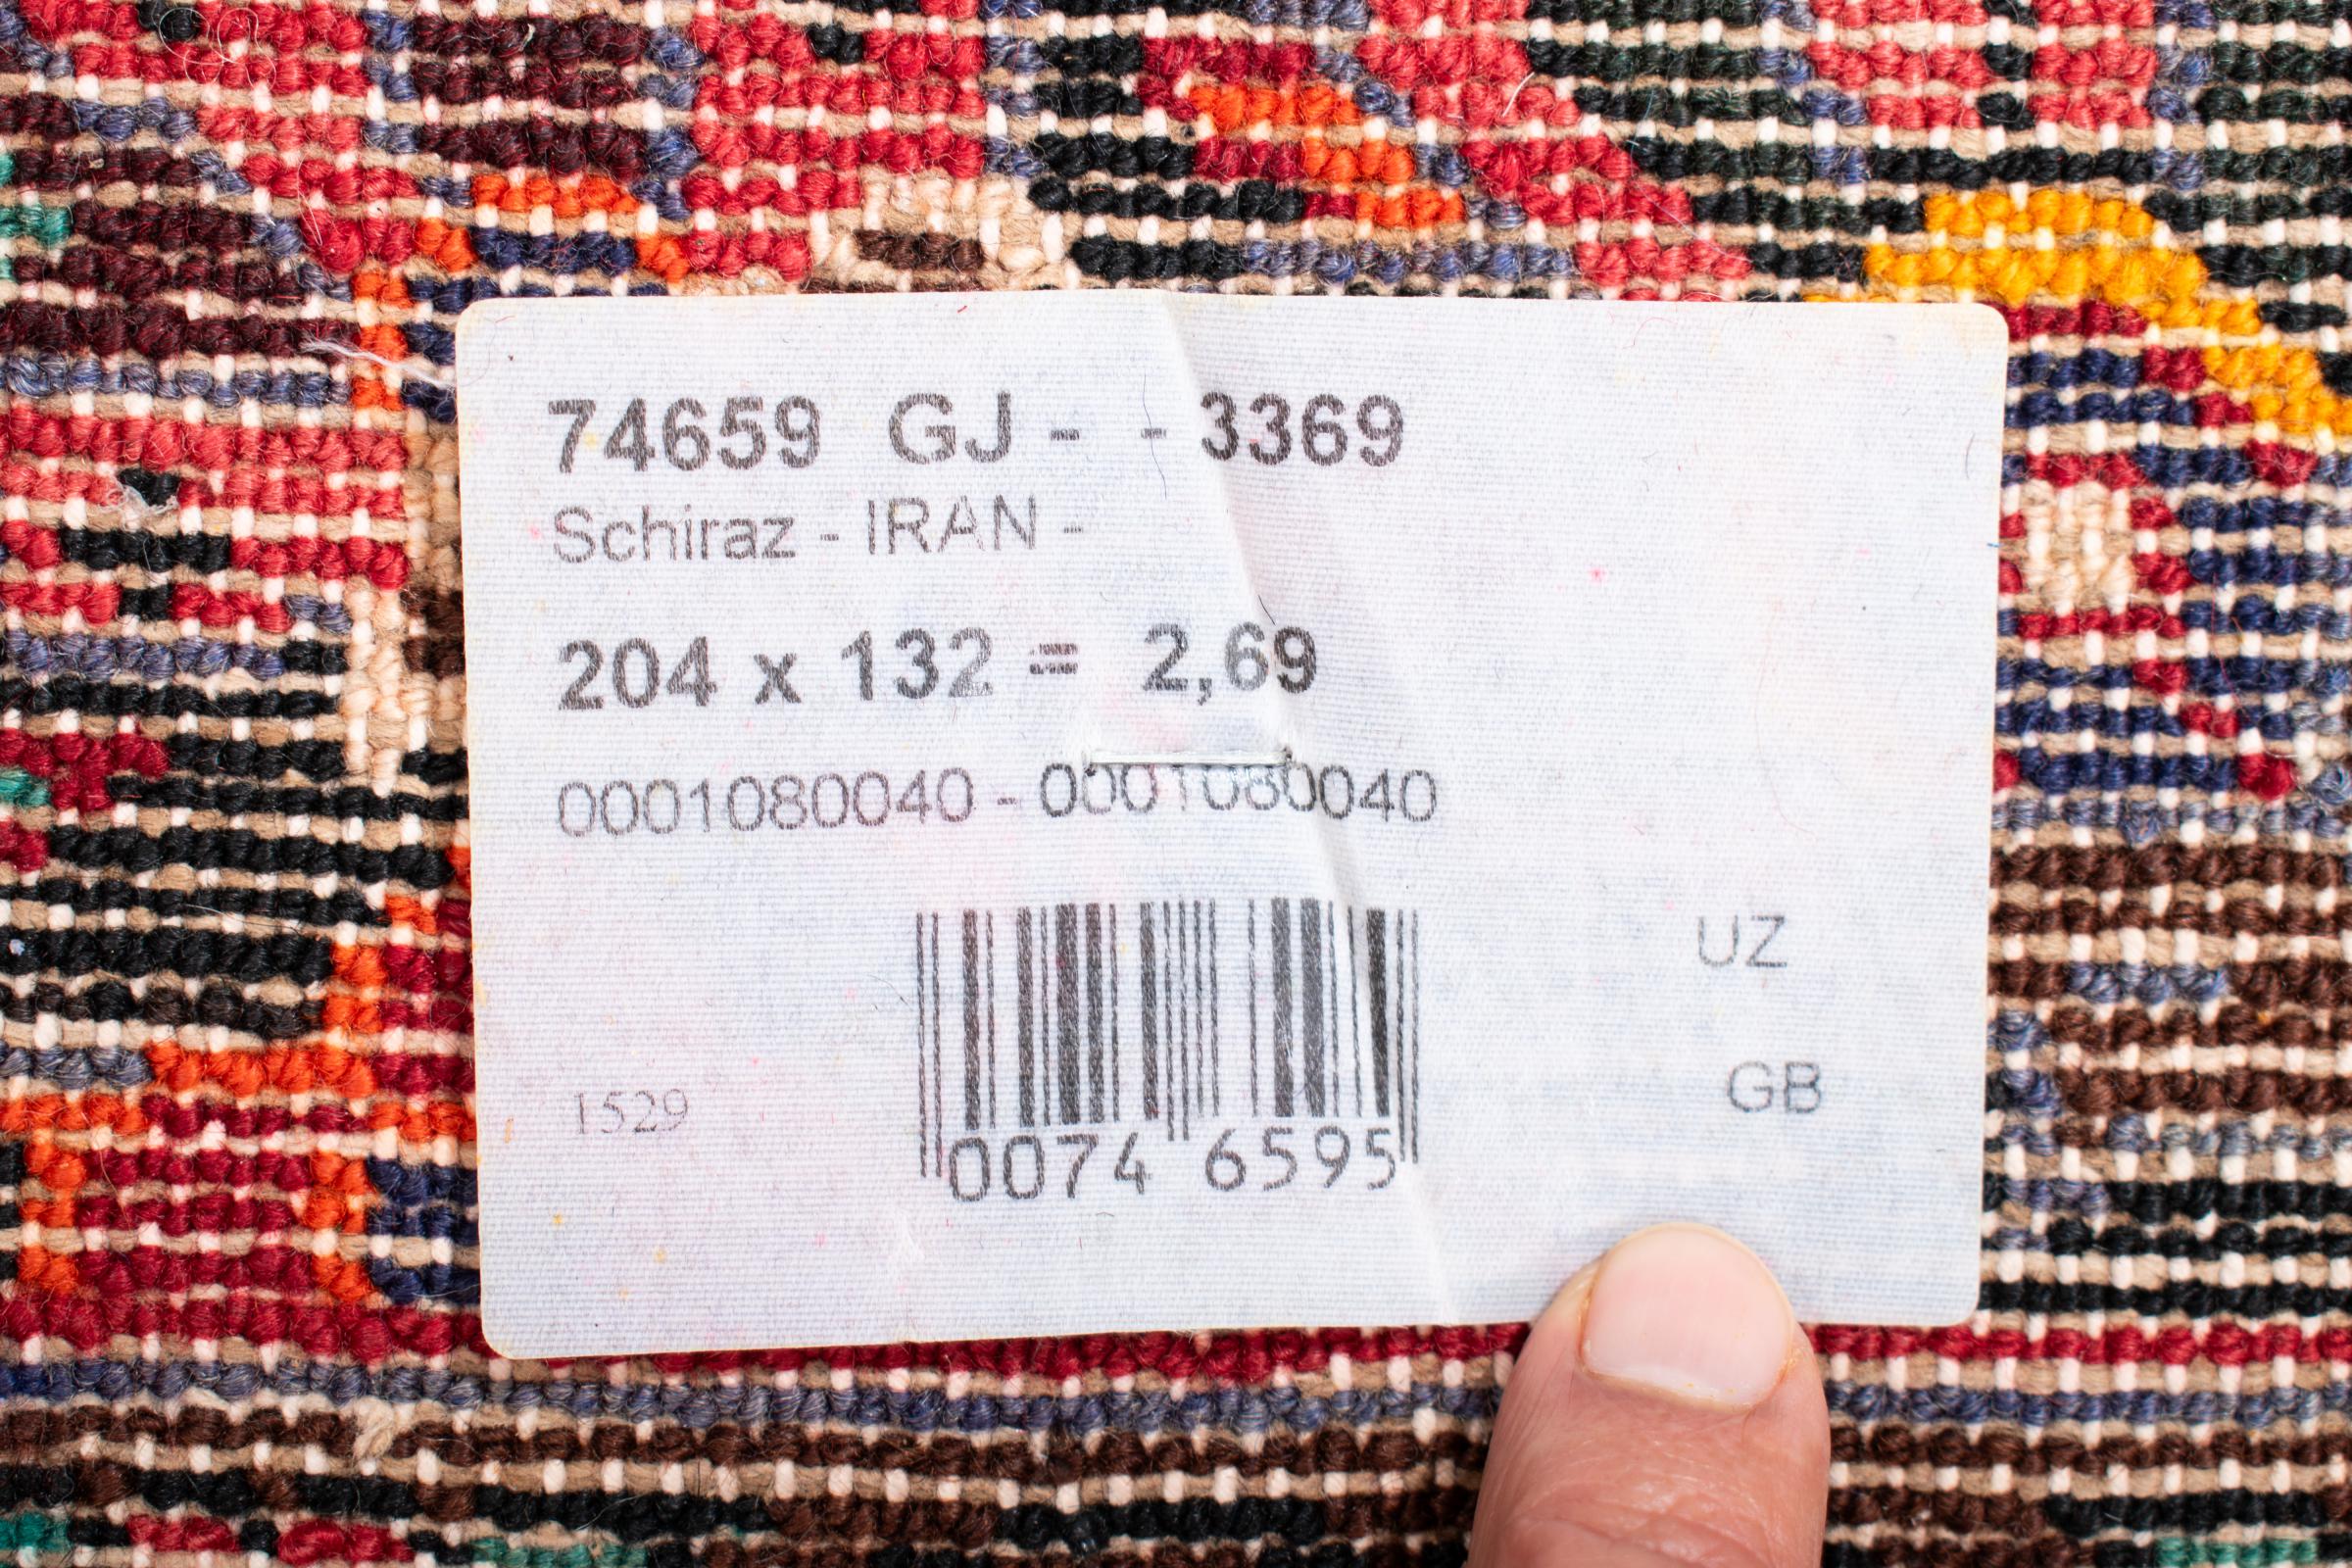 74659 GJ - - 3369
Schiraz - IRAN -
204 x 132 = 2,69
0001080040 - 0001080040
UZ
GB
1529
0074 6595